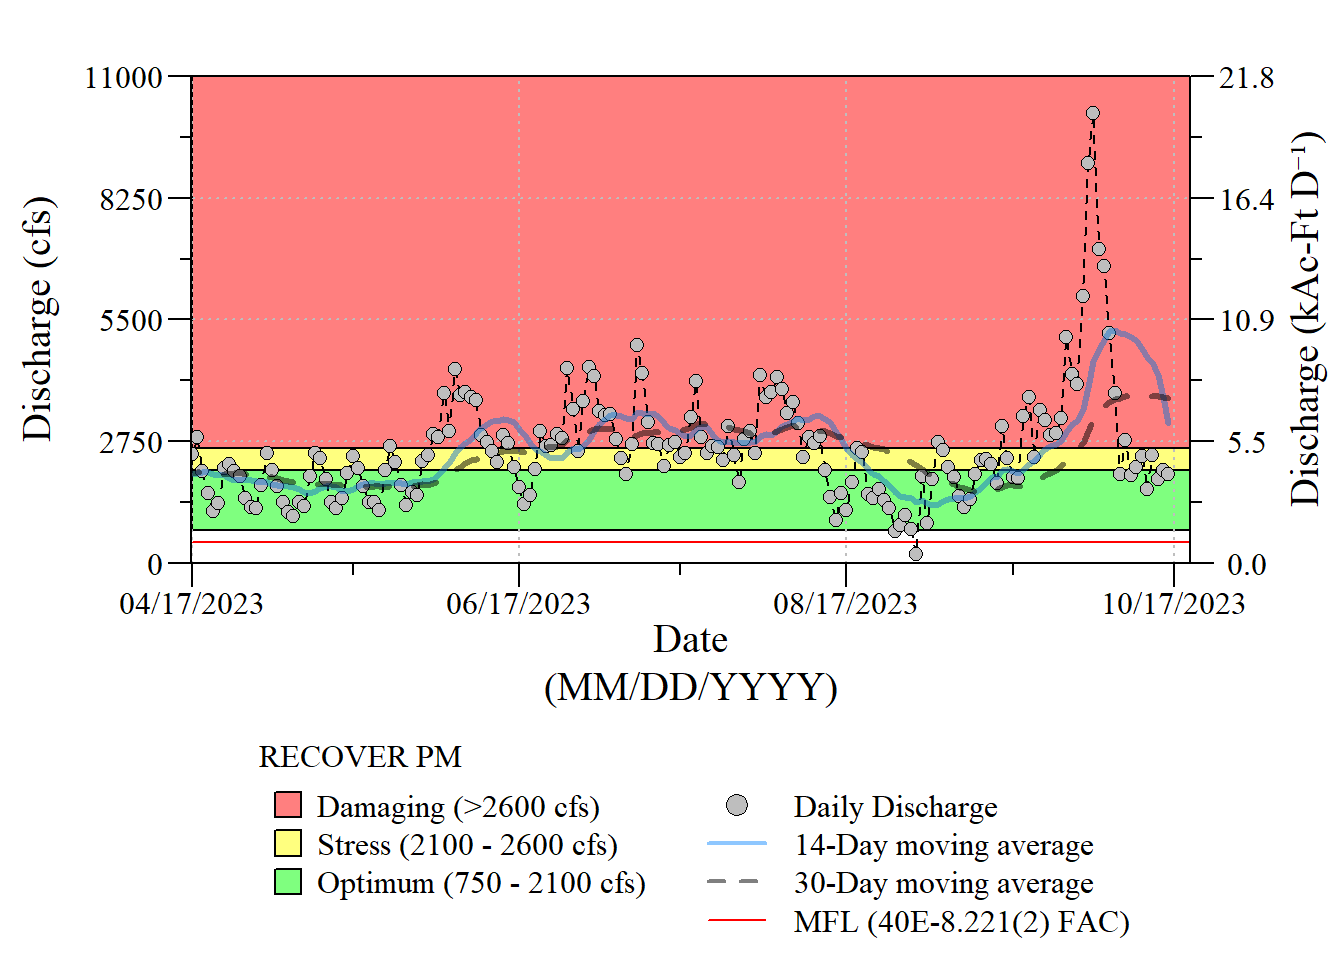 11000
8250
5500
2750
0
Discharge (cfs)
21.8
16.4
10.9
5.5
0.0
Discharge (kAc-Ft D⁻¹)
04/17/2023 06/17/2023 08/17/2023 10/17/2023
Date
(MM/DD/YYYY)
RECOVER PM
Damaging (>2600 cfs)
Stress (2100 - 2600 cfs)
Optimum (750 - 2100 cfs)
Daily Discharge
14-Day moving average
30-Day moving average
MFL (40E-8.221(2) FAC)